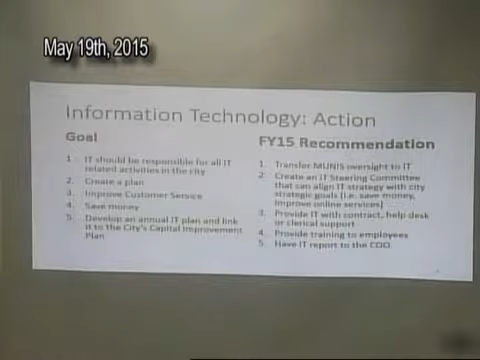 May 19th, 2015
Information Technology: Action
Goal
1. IT should be responsible for all IT
related activities in the city
2. Create a plan
3. Improve Customer Service
4. Save money
5. Develop an annual IT plan and link
it to the City's Capital Improvement
Plan
FY15 Recommendation
1. Transfer MUNIS oversight to IT
2. Create an IT Steering Committee
that can align IT strategy with city
strategic goals (i.e. save money,
improve online services)
3. Provide IT with contract, help desk
or clerical support
4. Provide training to employees
5. Have IT report to the COO